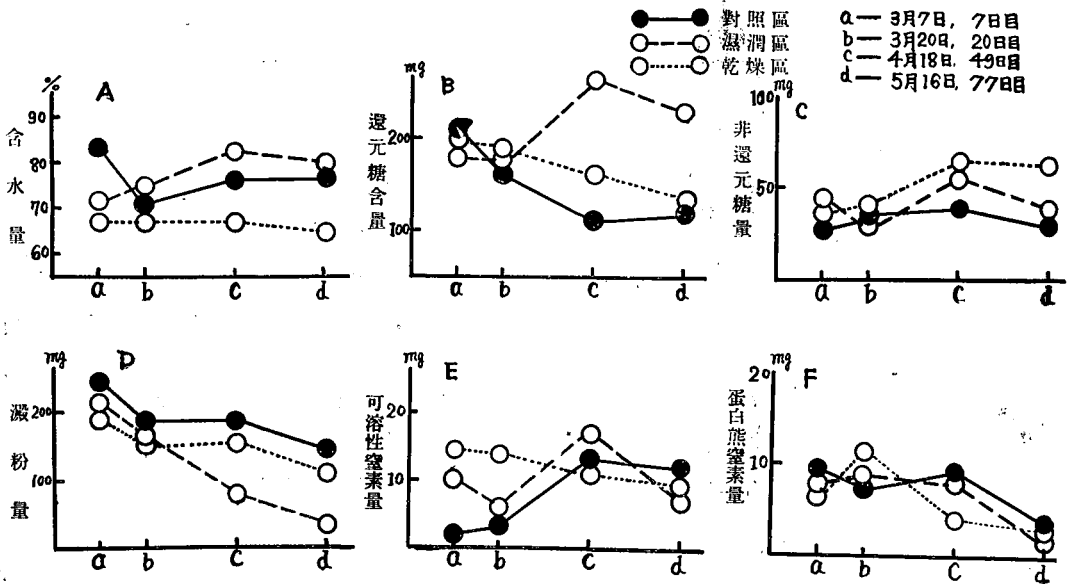 對照區
濕潤區
乾燥區
a — 3月7日, 7日目
b — 3月20日, 20日目
c — 4月18日, 49日目
d — 5月16日, 77日目
A
%
含水量
90
80
70
60
a b c d
B
mg
還元糖含量
200
100
a b c d
C
mg
非還元糖量
100
50
a b c d
D
mg
澱粉量
200
100
a b c d
E
mg
可溶性窒素量
20
10
a b c d
F
mg
蛋白態窒素量
20
10
a b c d